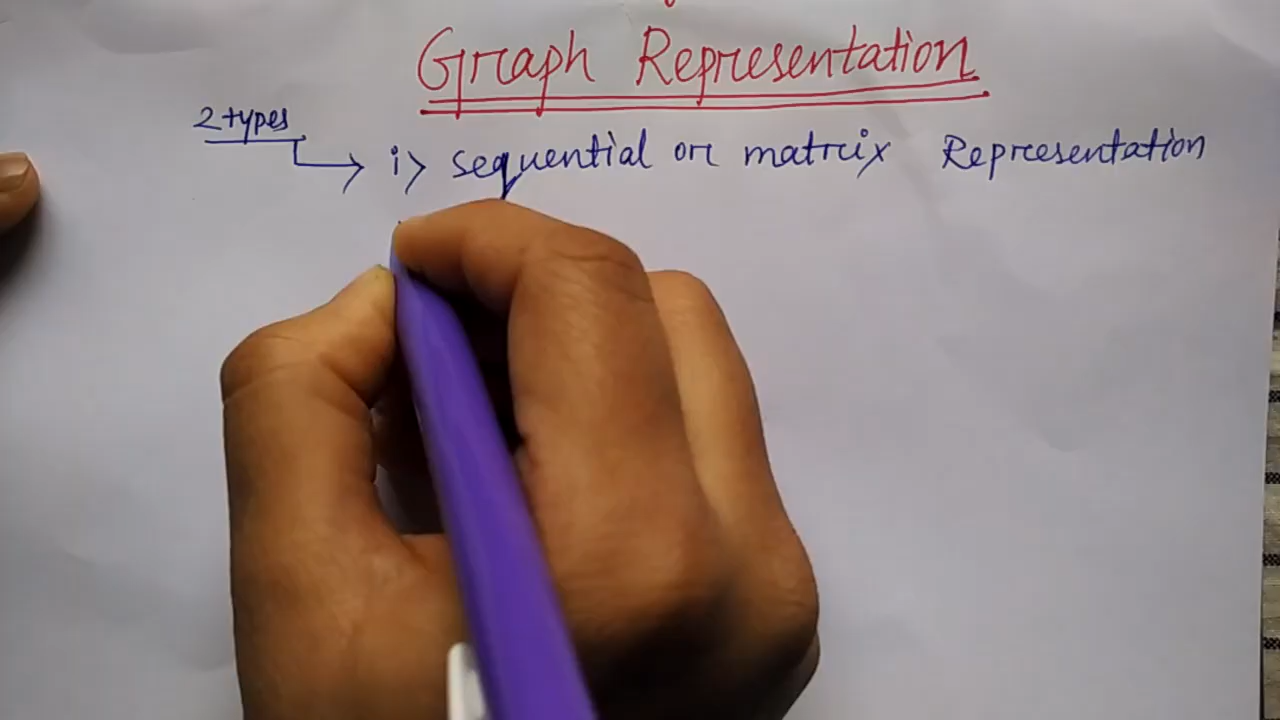 Graph Representation
2 types
i> sequential or matrix Representation